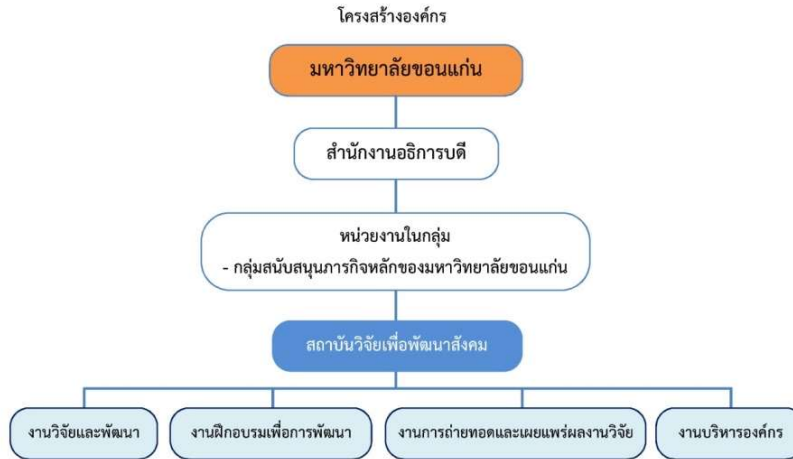 โครงสร้างองค์กร
มหาวิทยาลัยขอนแก่น
สำนักงานอธิการบดี
หน่วยงานในกลุ่ม
- กลุ่มสนับสนุนภารกิจหลักของมหาวิทยาลัยขอนแก่น
สถาบันวิจัยเพื่อพัฒนาสังคม
งานวิจัยและพัฒนา
งานฝึกอบรมเพื่อการพัฒนา
งานการถ่ายทอดและเผยแพร่ผลงานวิจัย
งานบริหารองค์กร